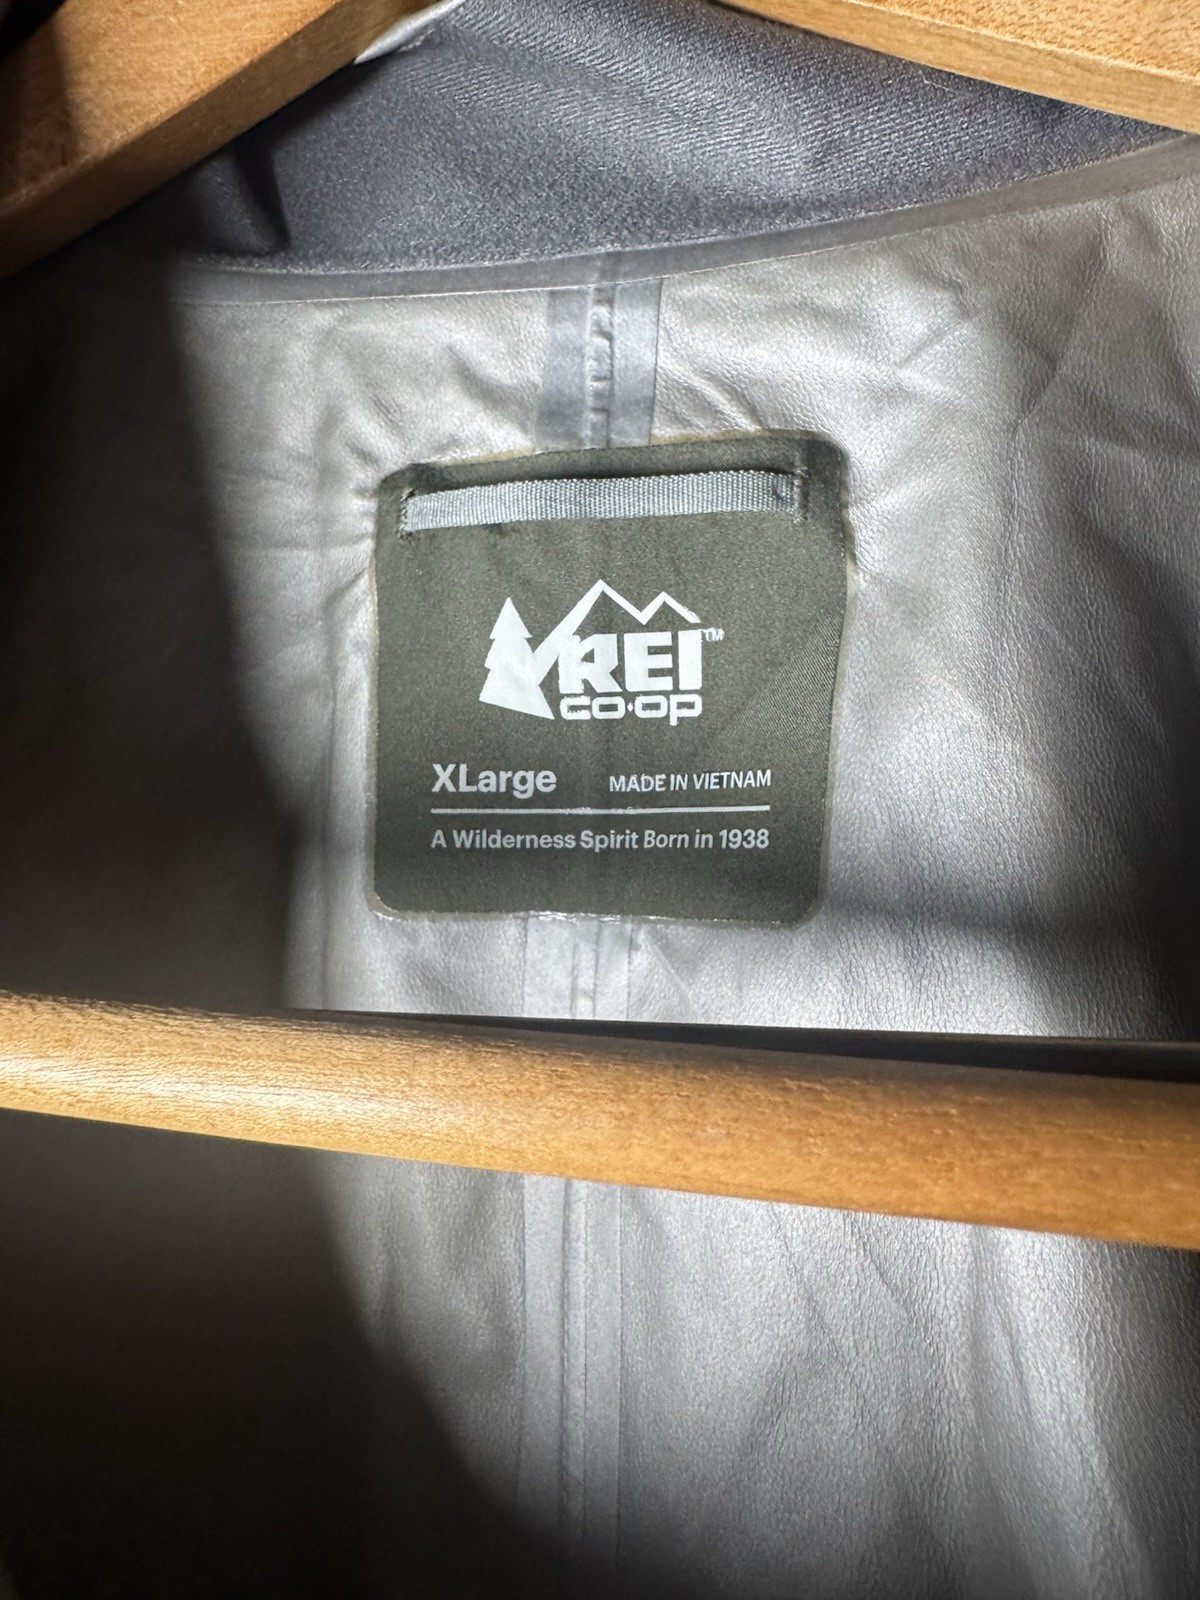 REI™
co·op
XLarge MADE IN VIETNAM
A Wilderness Spirit Born in 1938